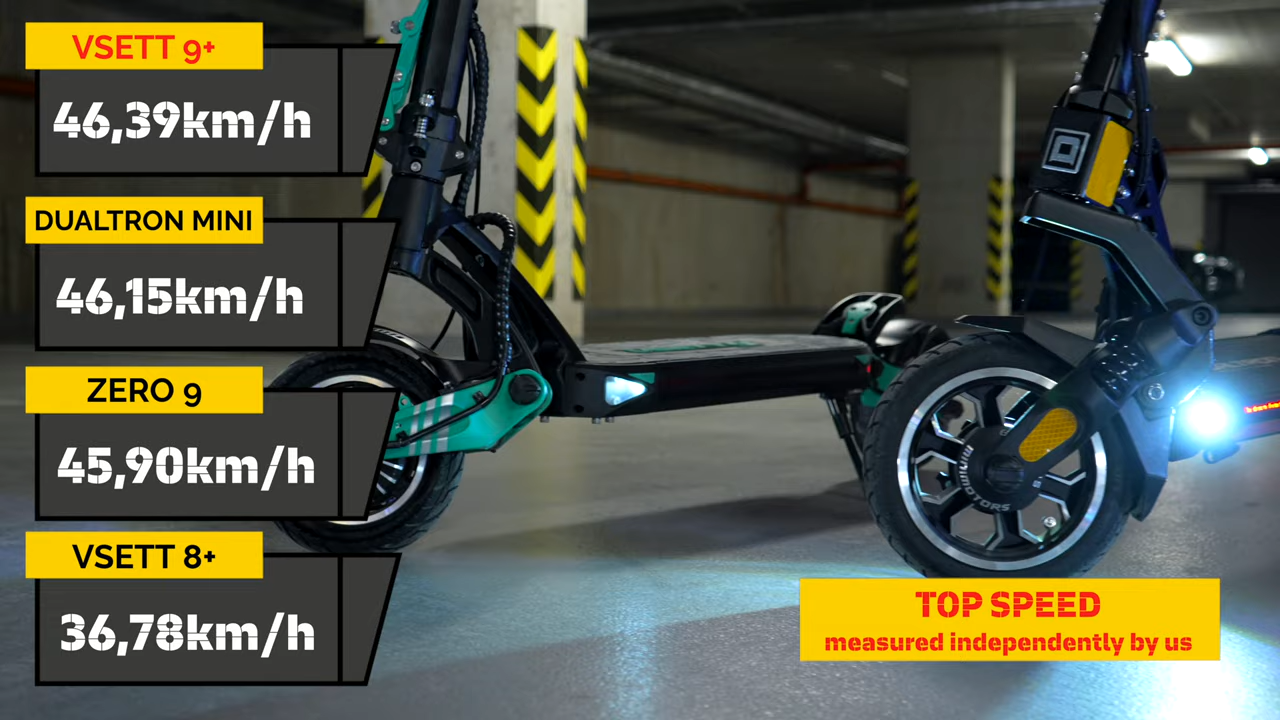 VSETT 9+
46,39km/h
DUALTRON MINI
46,15km/h
ZERO 9
45,90km/h
VSETT 8+
36,78km/h
MINIMOTORS
TOP SPEED
measured independently by us